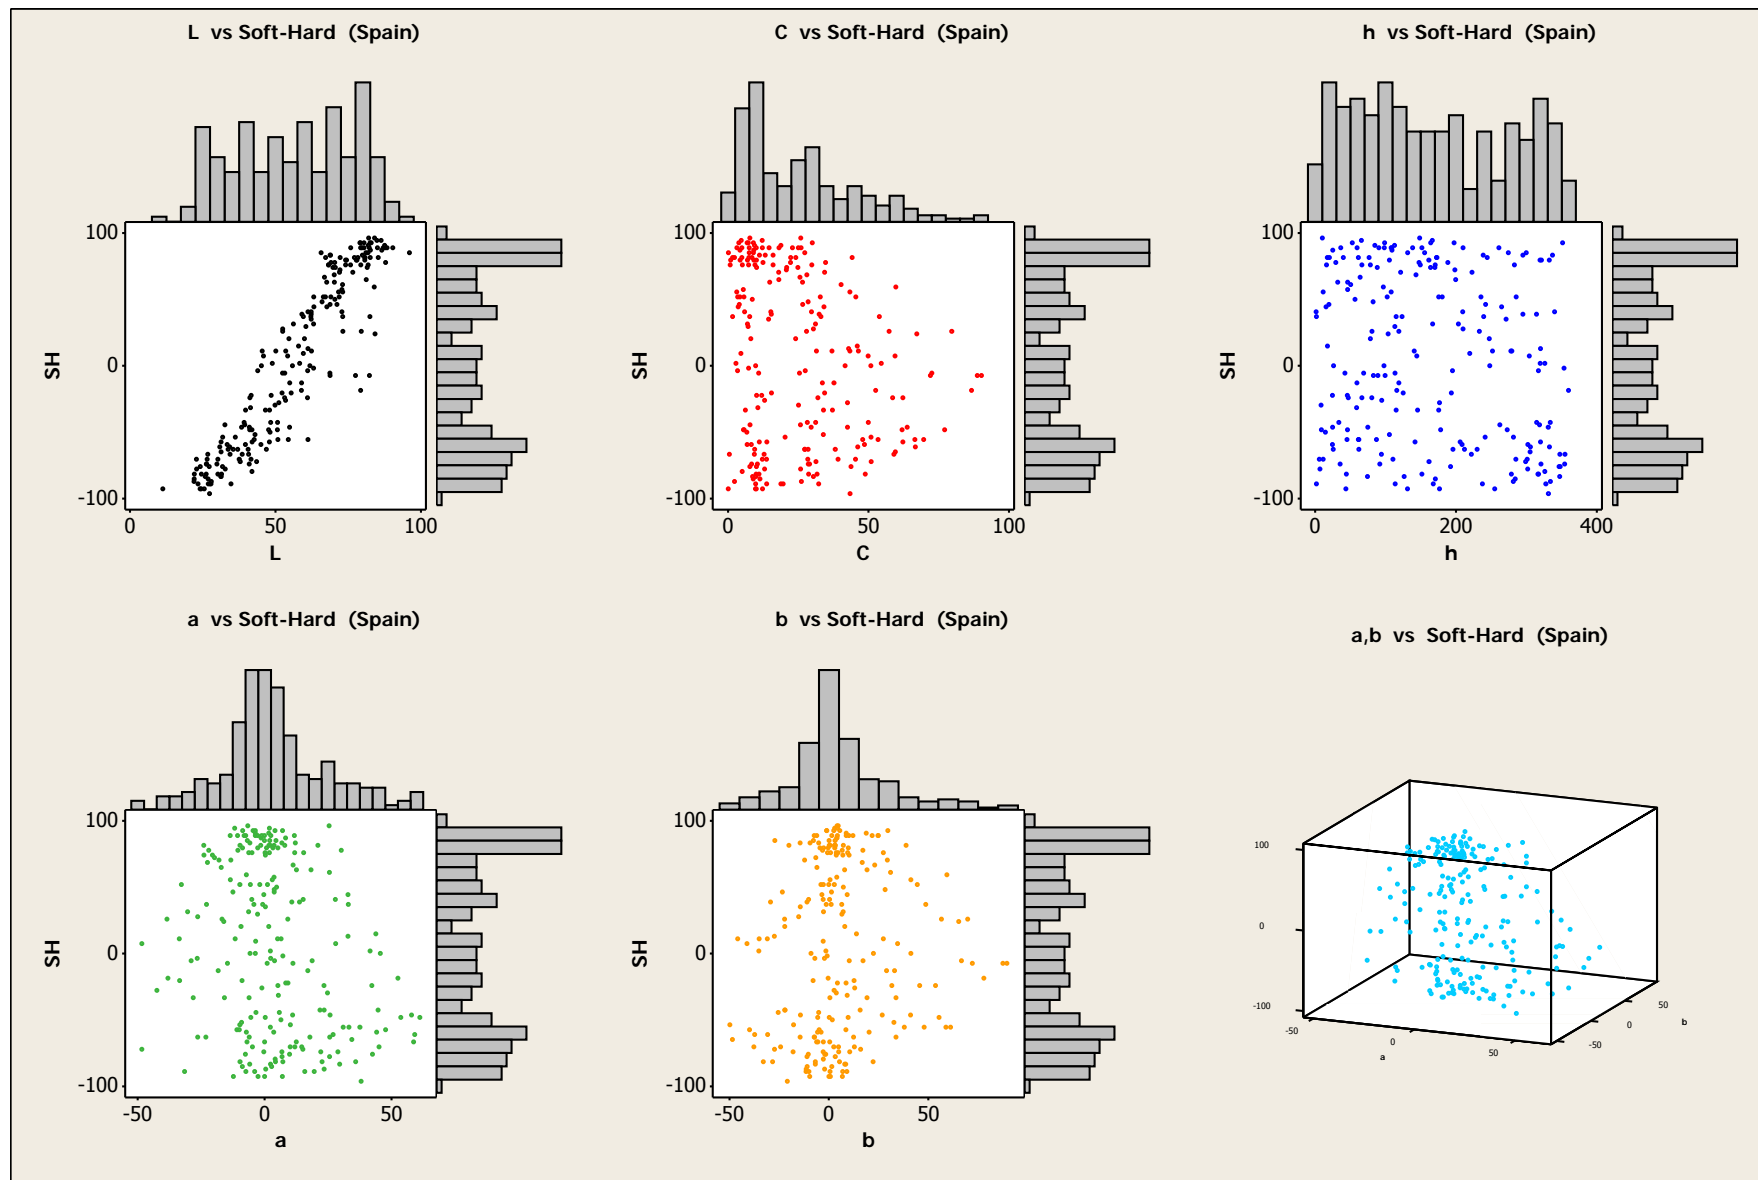 L vs Soft-Hard (Spain)
C vs Soft-Hard (Spain)
h vs Soft-Hard (Spain)
100
0
-100
SH
0
50
100
L
100
0
-100
SH
0
50
100
C
100
0
-100
SH
0
200
400
h
a vs Soft-Hard (Spain)
b vs Soft-Hard (Spain)
a,b vs Soft-Hard (Spain)
100
0
-100
SH
-50
0
50
a
100
0
-100
SH
-50
0
50
b
100
0
-100
-50
0
50
a
-50
0
50
b